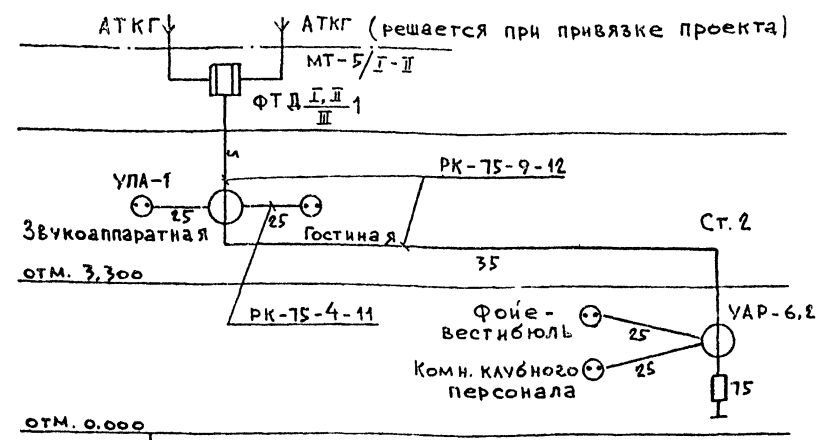 АТКГ АТКГ (решается при привязке проекта)
МТ-5/I-II
ФТД I, II / III 1
РК-75-9-12
УПА-1
25
25
Звукоаппаратная
Гостиная
Ст. 2
35
отм. 3,300
РК-75-4-11
Фойе-
вестибюль
25
УАР-6,2
Комн. клубного
персонала
25
75
отм. 0.000